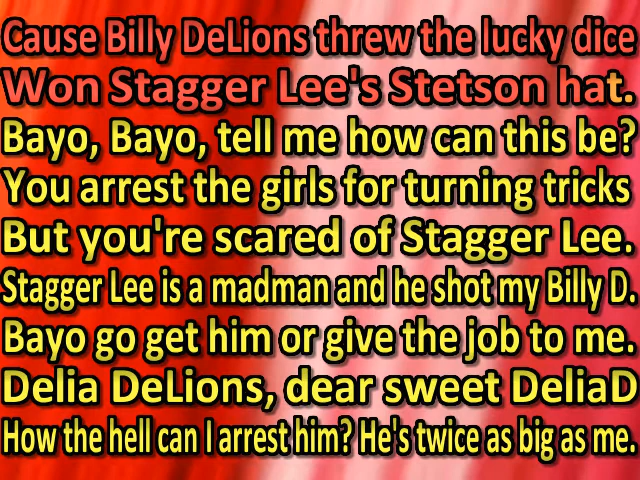 Cause Billy DeLions threw the lucky dice
Won Stagger Lee's Stetson hat.
Bayo, Bayo, tell me how can this be?
You arrest the girls for turning tricks
But you're scared of Stagger Lee.
Stagger Lee is a madman and he shot my Billy D.
Bayo go get him or give the job to me.
Delia DeLions, dear sweet DeliaD
How the hell can I arrest him? He's twice as big as me.